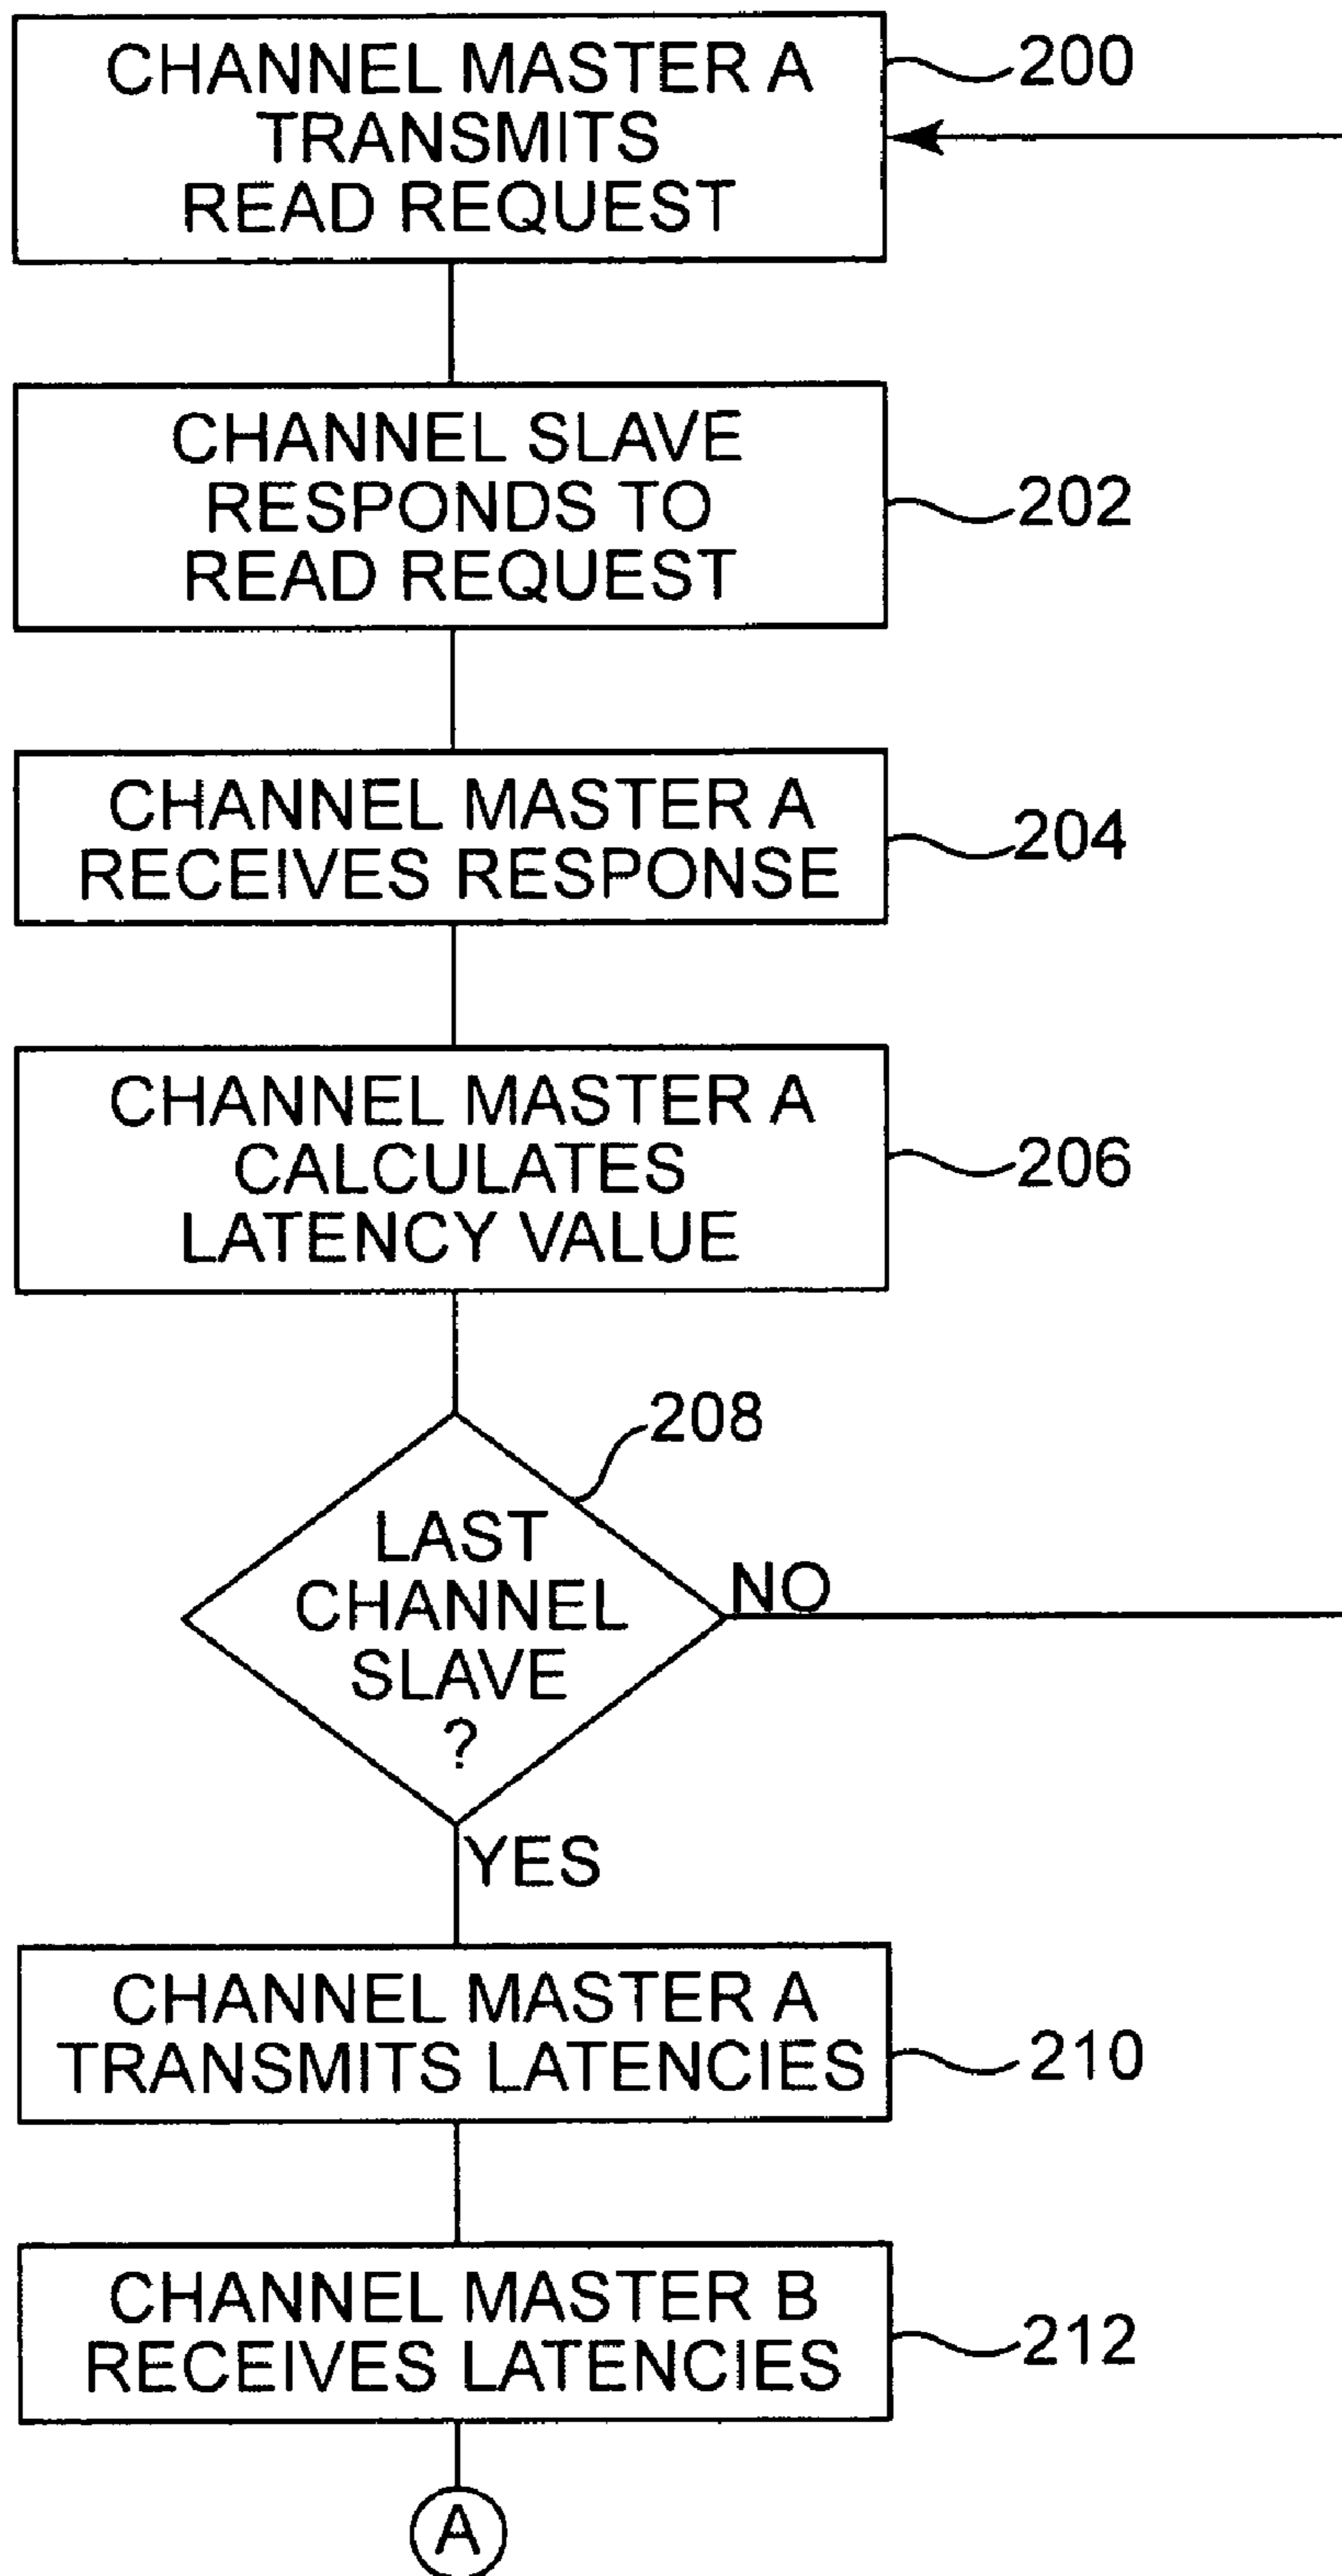 CHANNEL MASTER A
TRANSMITS
READ REQUEST
200
CHANNEL SLAVE
RESPONDS TO
READ REQUEST
202
CHANNEL MASTER A
RECEIVES RESPONSE
204
CHANNEL MASTER A
CALCULATES
LATENCY VALUE
206
208
LAST
CHANNEL
SLAVE
?
NO
YES
CHANNEL MASTER A
TRANSMITS LATENCIES
210
CHANNEL MASTER B
RECEIVES LATENCIES
212
A